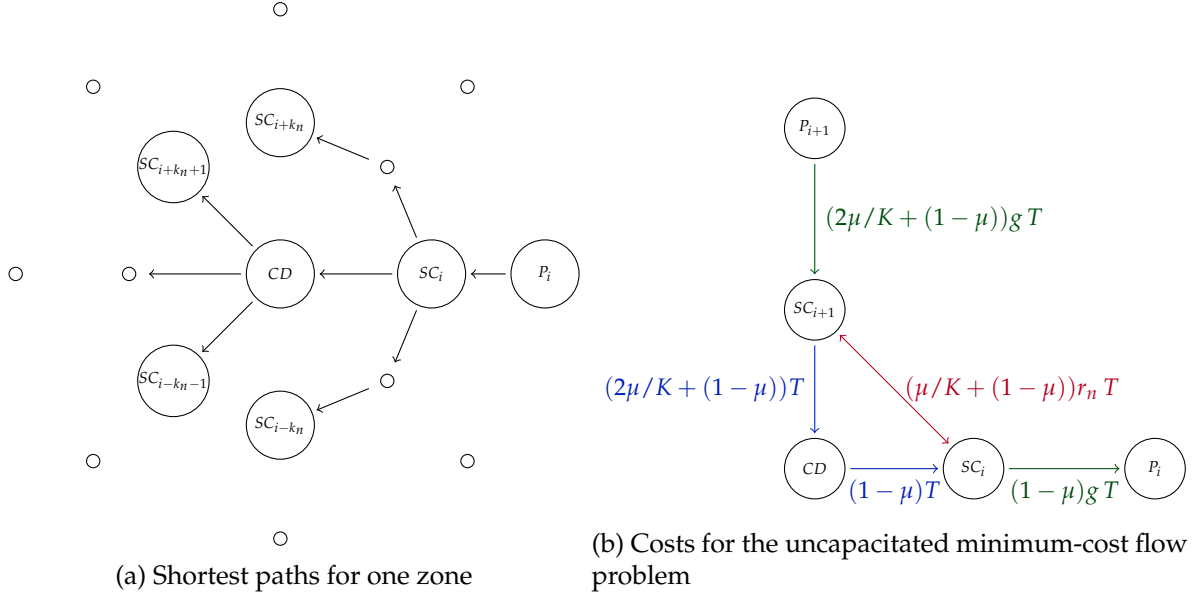 SC_{i+k_n}
SC_{i+k_n+1}
CD
SC_i
P_i
SC_{i-k_n-1}
SC_{i-k_n}
(a) Shortest paths for one zone
P_{i+1}
(2μ/K + (1 − μ))g T
SC_{i+1}
(2μ/K + (1 − μ))T
(μ/K + (1 − μ))r_n T
CD
SC_i
P_i
(1 − μ)T
(1 − μ)g T
(b) Costs for the uncapacitated minimum-cost flow
problem